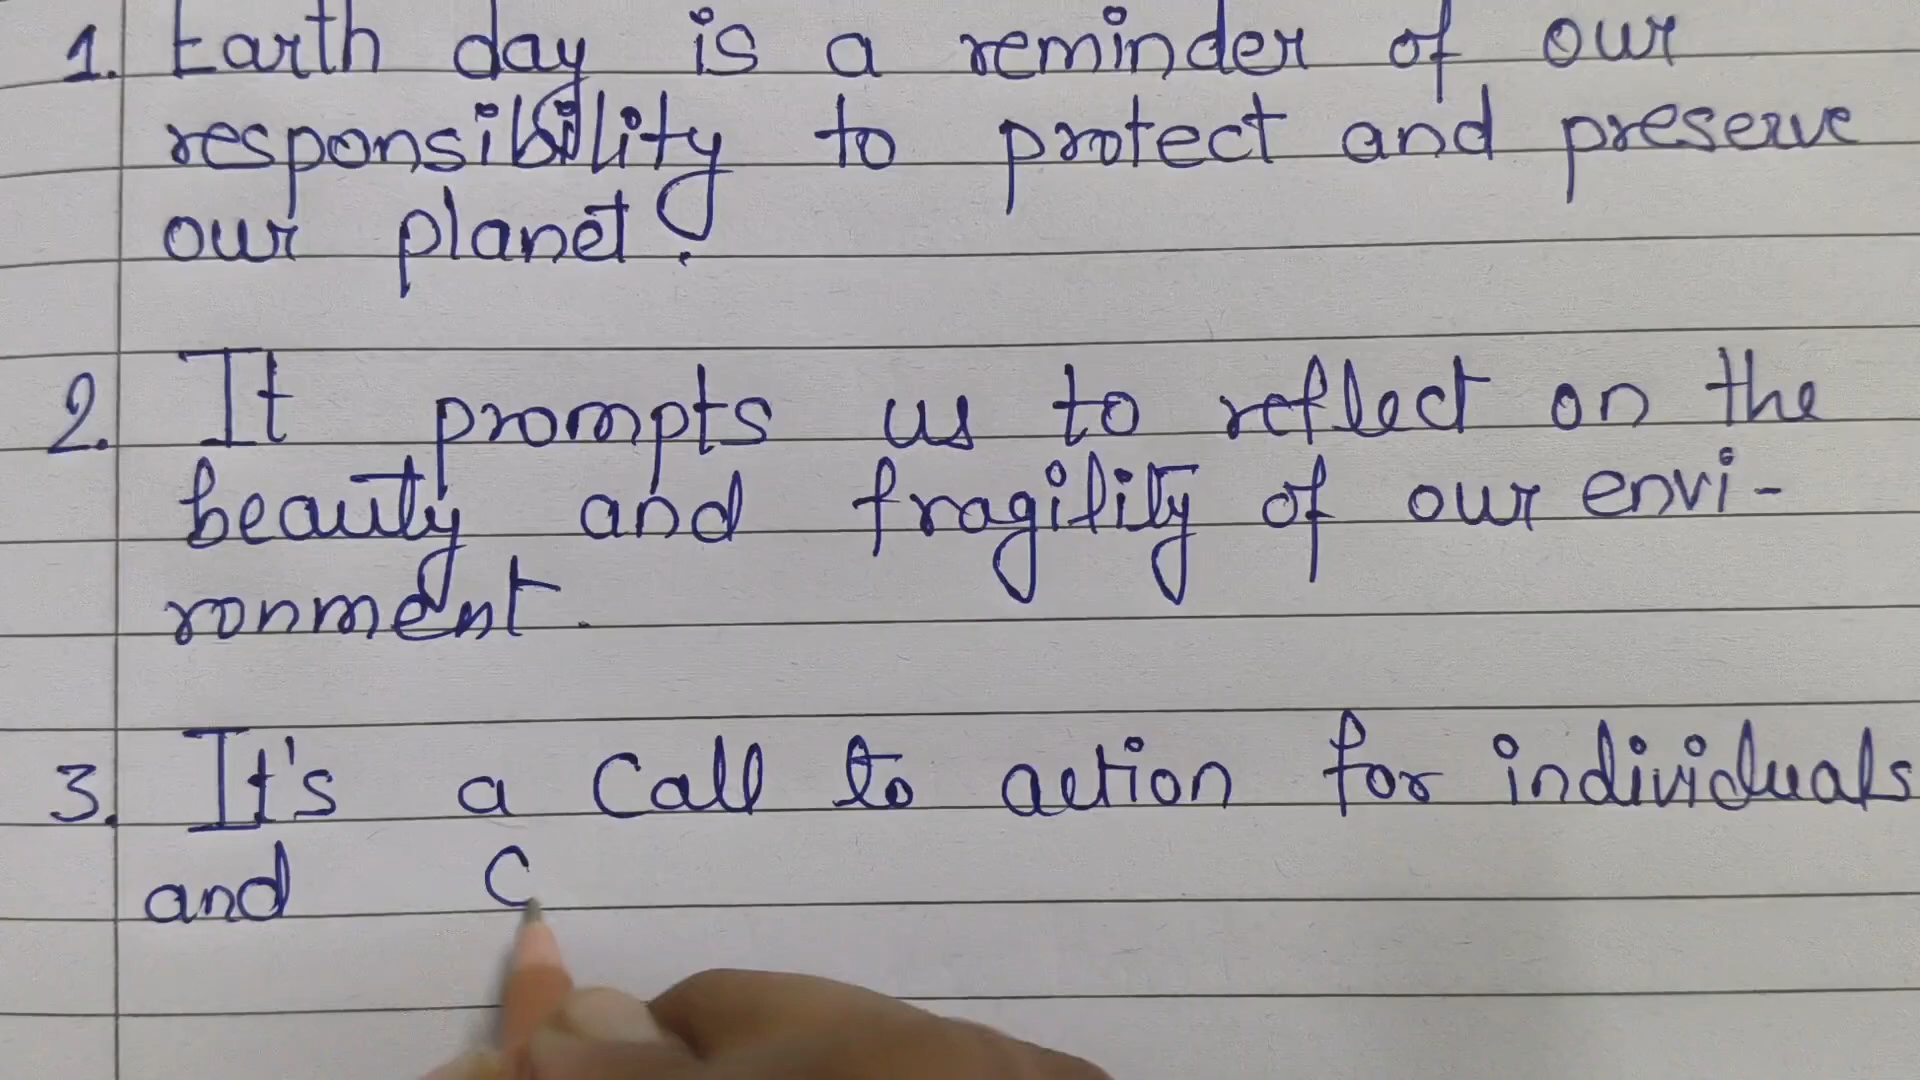 1. Earth day is a reminder of our
responsibility to protect and preserve
our planet.
2. It prompts us to reflect on the
beauty and fragility of our envi-
ronment.
3. It's a Call to action for individuals
and C